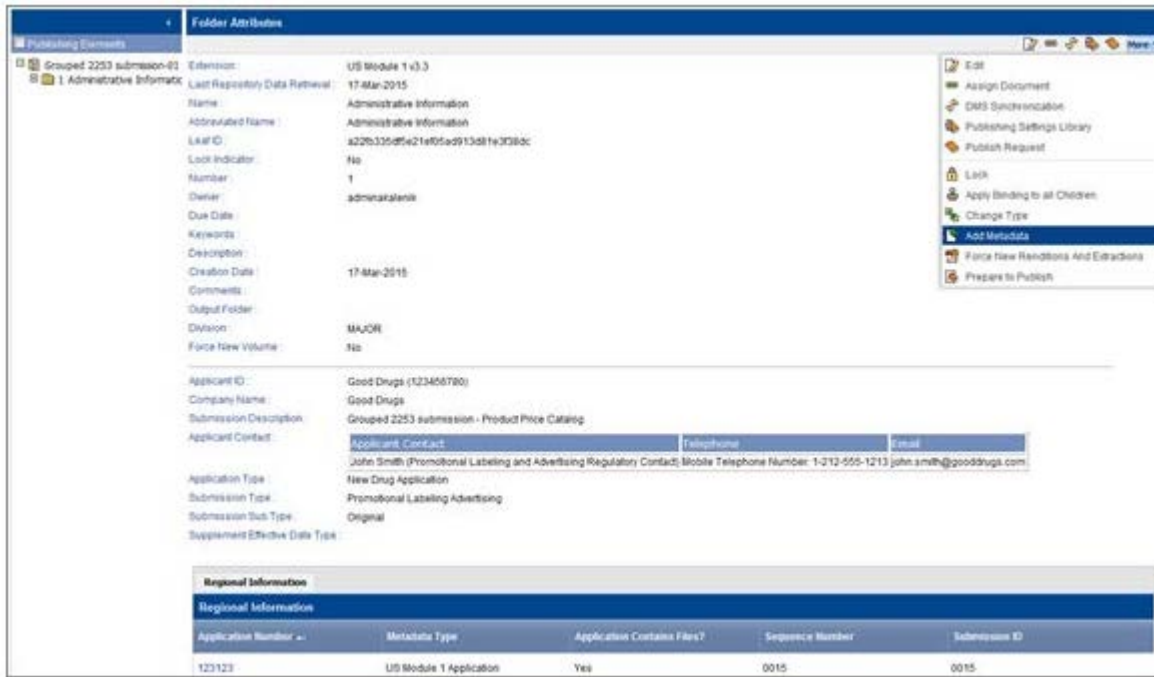 Folder Attributes
Publishing Elements
More
Grouped 2253 submission-01
1 Administrative Informatic
Extension : US Module 1 v3.3
Last Repository Data Retrieval : 17-Mar-2015
Name : Administrative Information
Abbreviated Name : Administrative Information
Leaf ID :
Lock Indicator : No
Number : 1
Owner : adminakalenik
Due Date :
Keywords :
Description :
Creation Date : 17-Mar-2015
Comments :
Output Folder :
Division : MAJOR
Force New Volume : No
Edit
Assign Document
DMS Synchronization
Publishing Settings Library
Publish Request
Lock
Apply Binding to all Children
Change Type
Add Metadata
Force New Renditions And Extractions
Prepare to Publish
Applicant ID : Good Drugs (123456780)
Company Name : Good Drugs
Submission Description : Grouped 2253 submission - Product Price Catalog
Applicant Contact :
Applicant Contact Telephone Email
John Smith (Promotional Labeling and Advertising Regulatory Contact) Mobile Telephone Number: 1-212-555-1213 john.smith@gooddrugs.com
Application Type : New Drug Application
Submission Type : Promotional Labeling Advertising
Submission Sub Type : Original
Supplement Effective Date Type :
Regional Information
Regional Information
Application Number Metadata Type Application Contains Files? Sequence Number Submission ID
123123 US Module 1 Application Yes 0015 0015